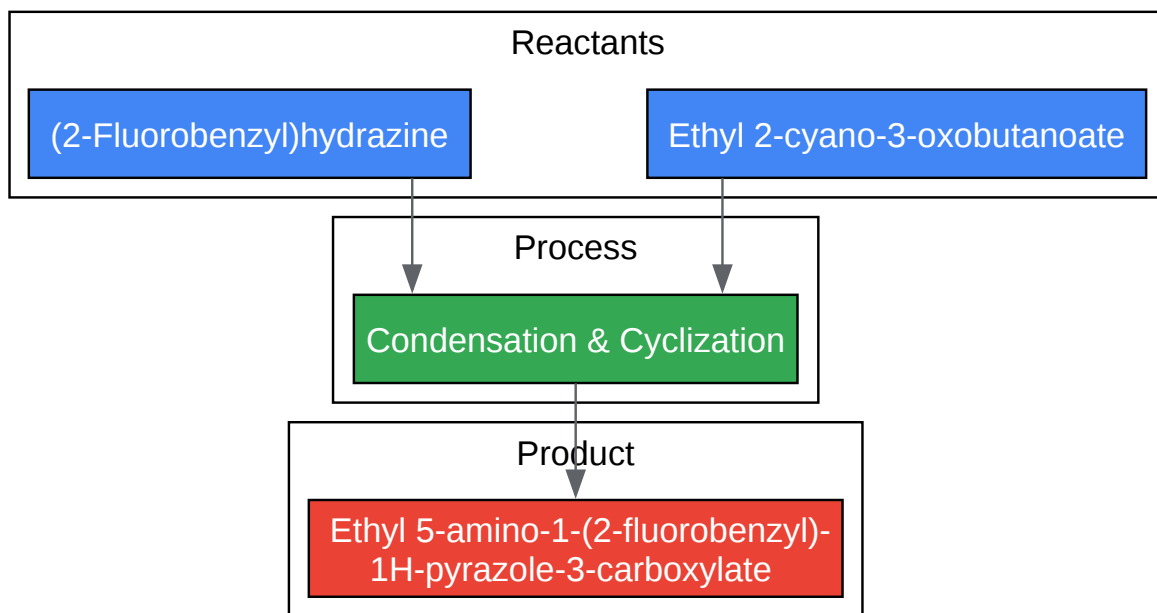 Reactants
(2-Fluorobenzyl)hydrazine
Ethyl 2-cyano-3-oxobutanoate
Process
Condensation & Cyclization
Product
Ethyl 5-amino-1-(2-fluorobenzyl)-
1H-pyrazole-3-carboxylate